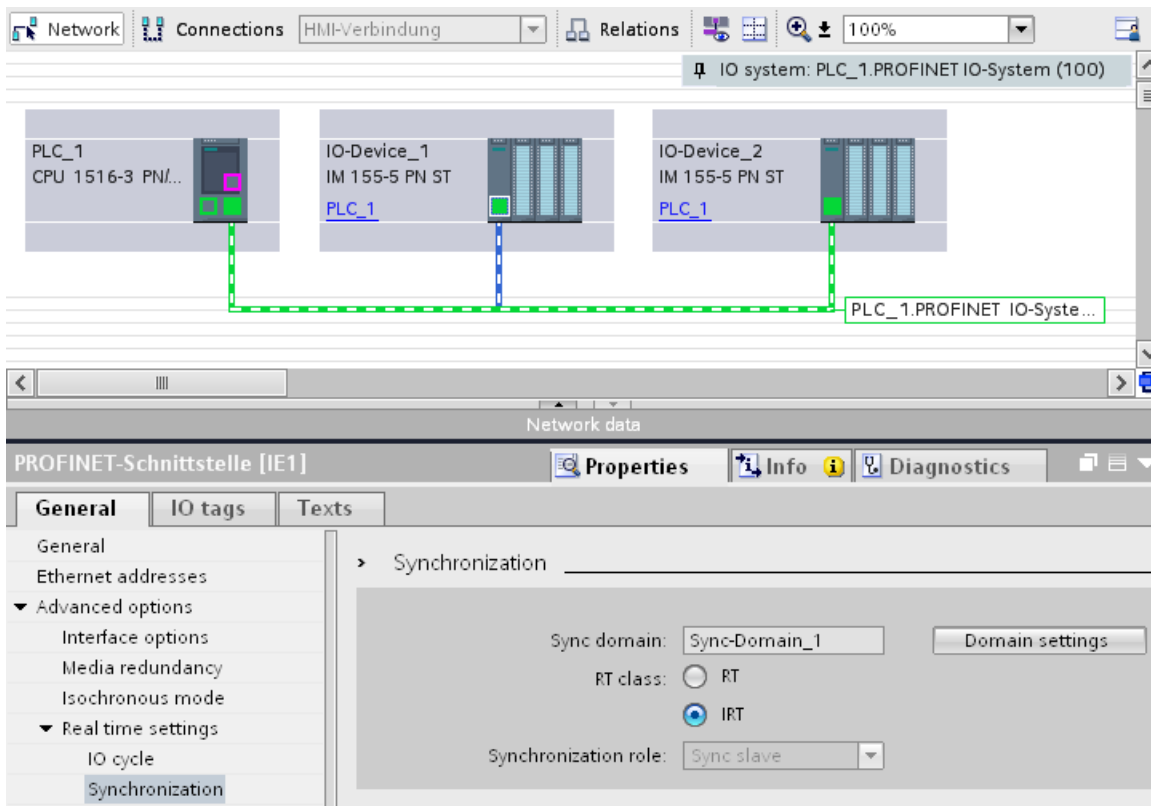 Network Connections HMI-Verbindung Relations 100%
IO system: PLC_1.PROFINET IO-System (100)
PLC_1
CPU 1516-3 PN/...
IO-Device_1
IM 155-5 PN ST
PLC_1
IO-Device_2
IM 155-5 PN ST
PLC_1
PLC_1.PROFINET IO-Syste...
Network data
PROFINET-Schnittstelle [IE1] Properties Info Diagnostics
General IO tags Texts
General
Ethernet addresses
Advanced options
Interface options
Media redundancy
Isochronous mode
Real time settings
IO cycle
Synchronization
Synchronization
Sync domain: Sync-Domain_1 Domain settings
RT class: RT
IRT
Synchronization role: Sync slave